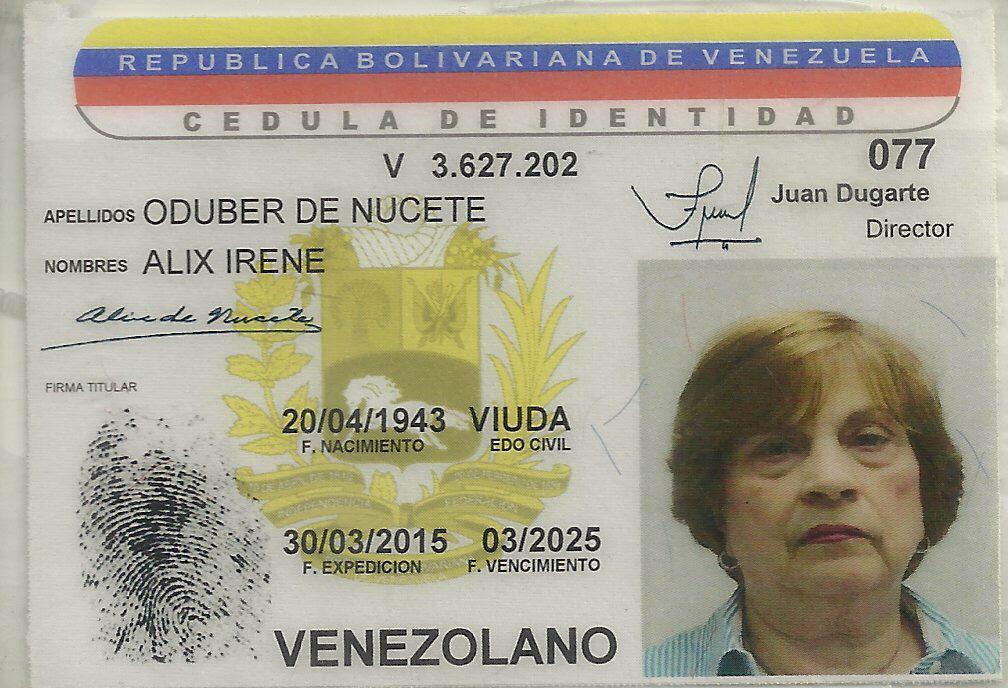 REPUBLICA BOLIVARIANA DE VENEZUELA
CEDULA DE IDENTIDAD
V 3.627.202
077
Juan Dugarte
Director
APELLIDOS ODUBER DE NUCETE
NOMBRES ALIX IRENE
Alix de Nucete
FIRMA TITULAR
20/04/1943 VIUDA
F. NACIMIENTO EDO CIVIL
INDEPENDENCIA FEDERACION
30/03/2015 03/2025
F. EXPEDICION F. VENCIMIENTO
VENEZOLANO